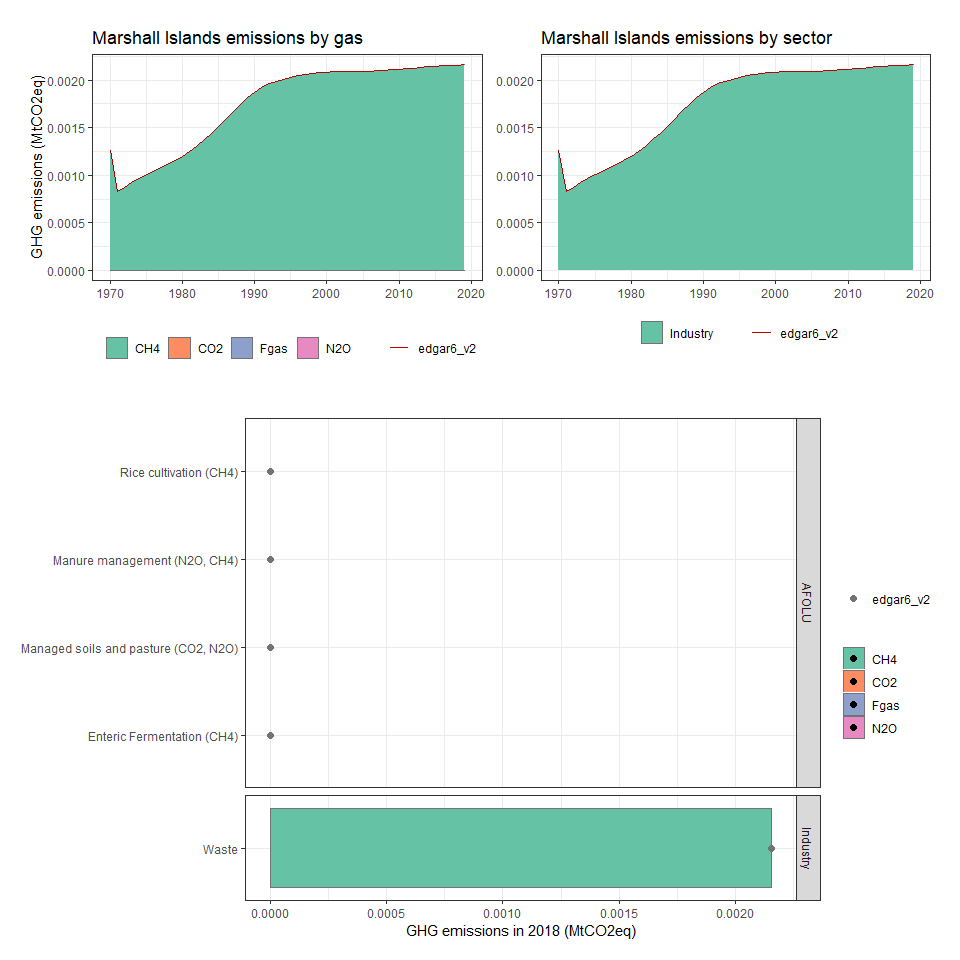 Marshall Islands emissions by gas
GHG emissions (MtCO2eq)
0.0020
0.0015
0.0010
0.0005
0.0000
1970 1980 1990 2000 2010 2020
CH4 CO2 Fgas N2O edgar6_v2
Marshall Islands emissions by sector
0.0020
0.0015
0.0010
0.0005
0.0000
1970 1980 1990 2000 2010 2020
Industry edgar6_v2
Rice cultivation (CH4)
Manure management (N2O, CH4)
Managed soils and pasture (CO2, N2O)
Enteric Fermentation (CH4)
AFOLU
Waste
Industry
0.0000 0.0005 0.0010 0.0015 0.0020
GHG emissions in 2018 (MtCO2eq)
edgar6_v2
CH4
CO2
Fgas
N2O